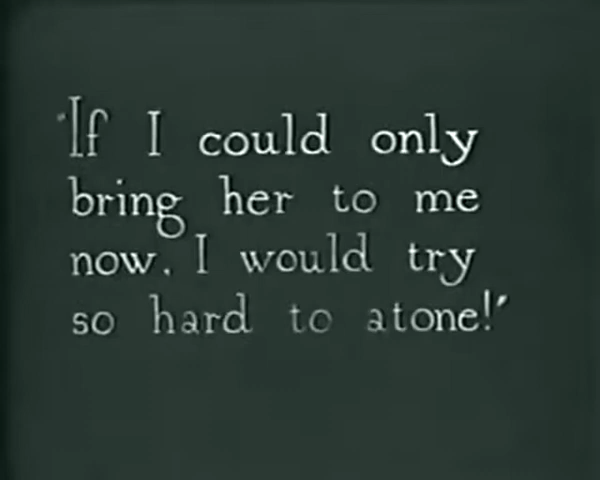 "If I could only
bring her to me
now, I would try
so hard to atone!"